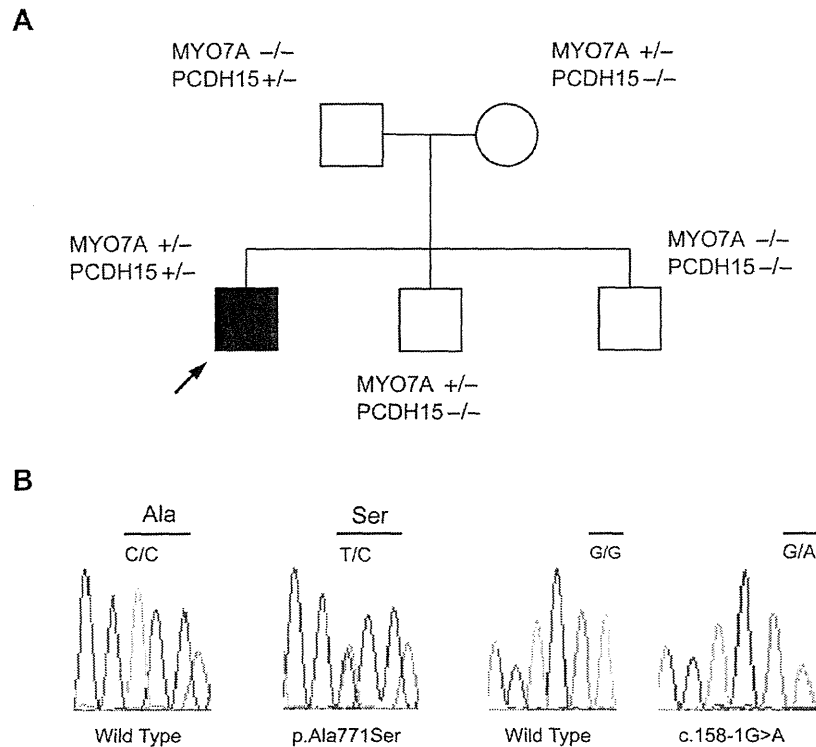 A
MYO7A –/–
PCDH15 +/–
MYO7A +/–
PCDH15 –/–
MYO7A +/–
PCDH15 +/–
MYO7A –/–
PCDH15 –/–
MYO7A +/–
PCDH15 –/–
B
Ala
Ser
C/C
T/C
G/G
G/A
Wild Type
p.Ala771Ser
Wild Type
c.158-1G>A